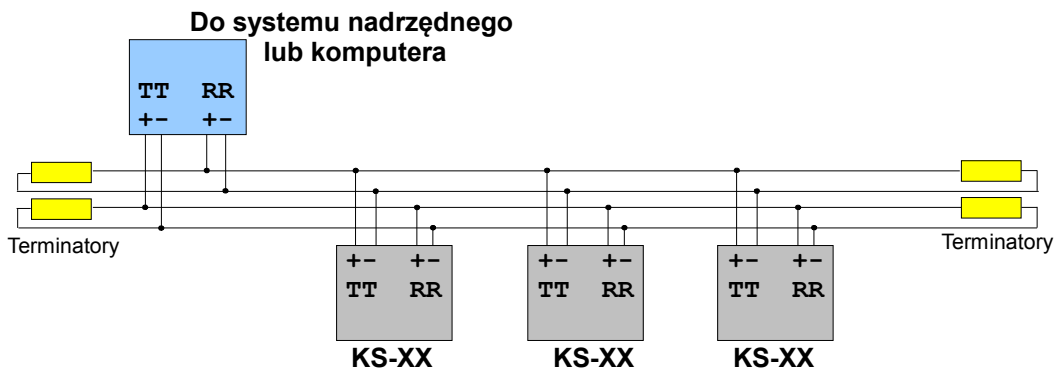 Do systemu nadrzędnego
lub komputera
TT RR
+- +-
Terminatory
Terminatory
+- +- +- +- +- +-
TT RR TT RR TT RR
KS-XX KS-XX KS-XX